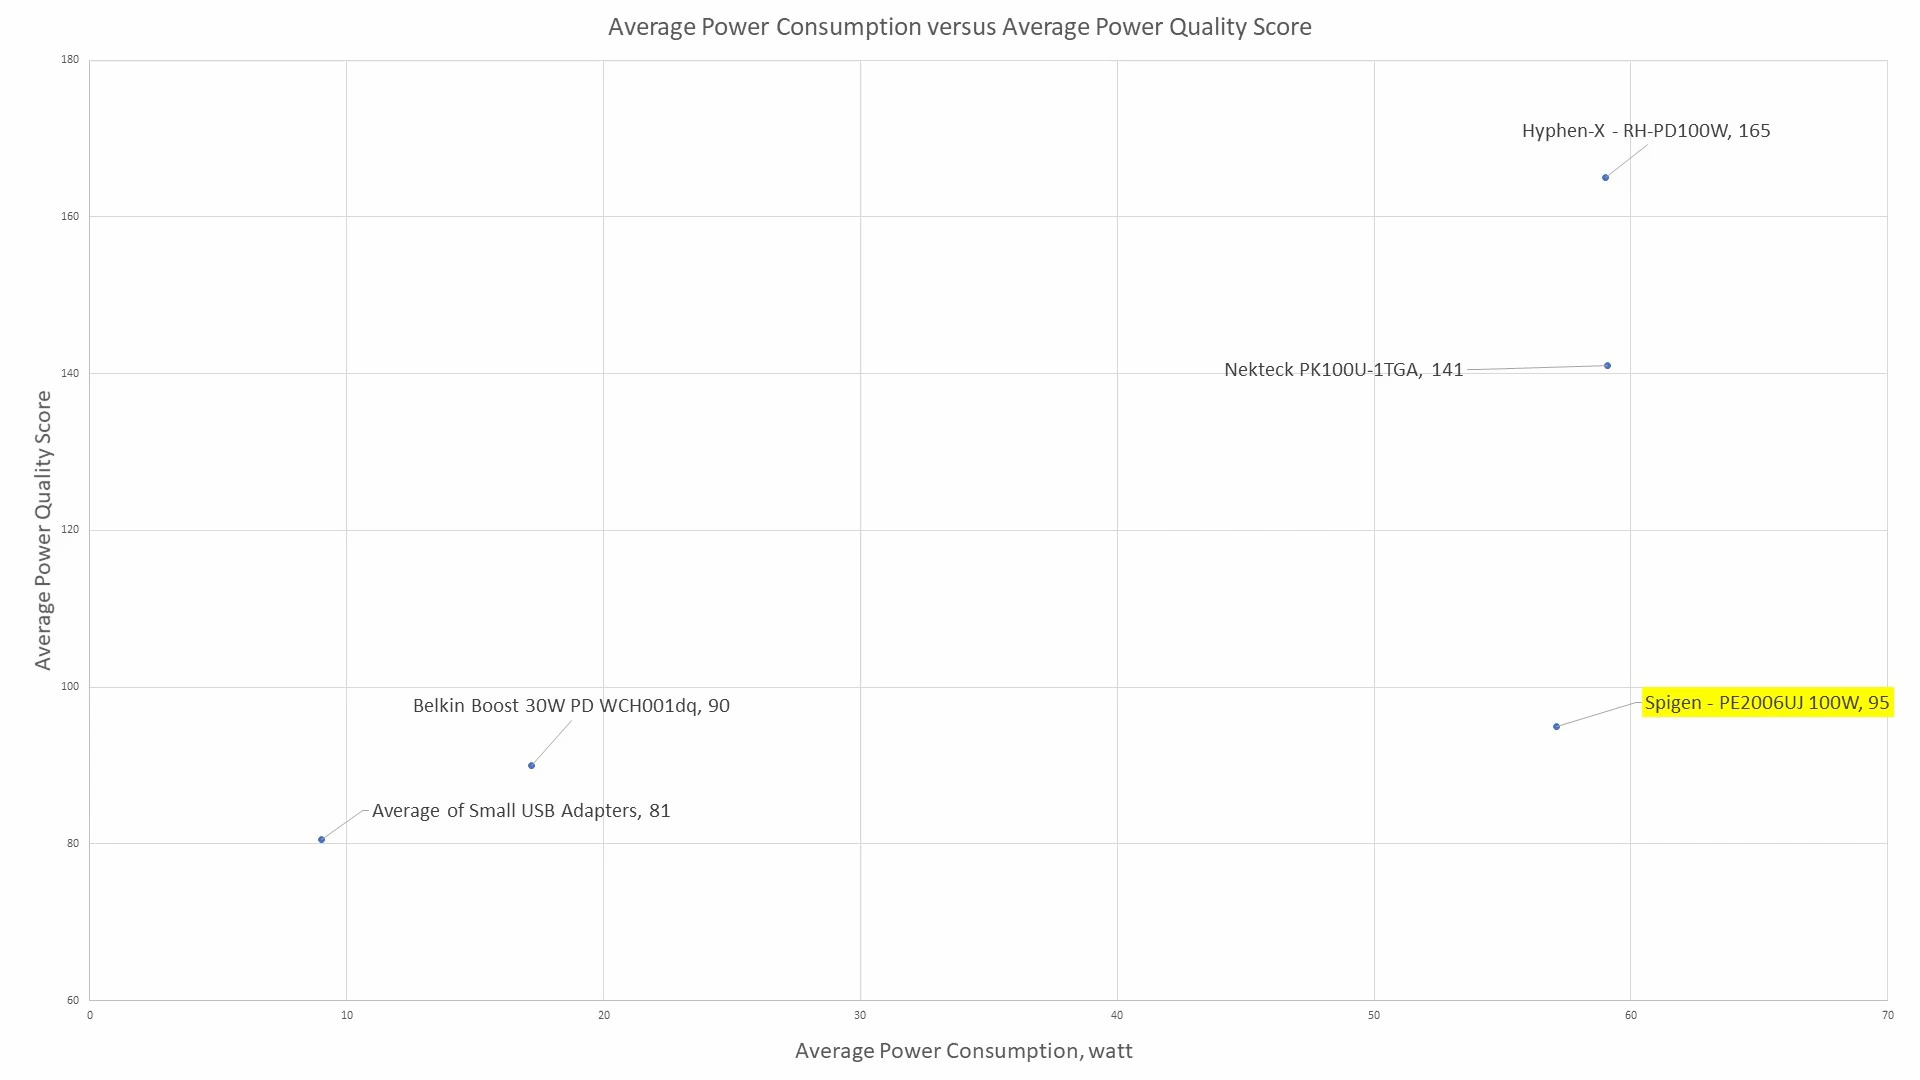 Average Power Consumption versus Average Power Quality Score
180
Hyphen-X - RH-PD100W, 165
160
Nekteck PK100U-1TGA, 141
140
120
Average Power Quality Score
100
Belkin Boost 30W PD WCH001dq, 90
Spigen - PE2006UJ 100W, 95
Average of Small USB Adapters, 81
80
60
0 10 20 30 40 50 60 70
Average Power Consumption, watt